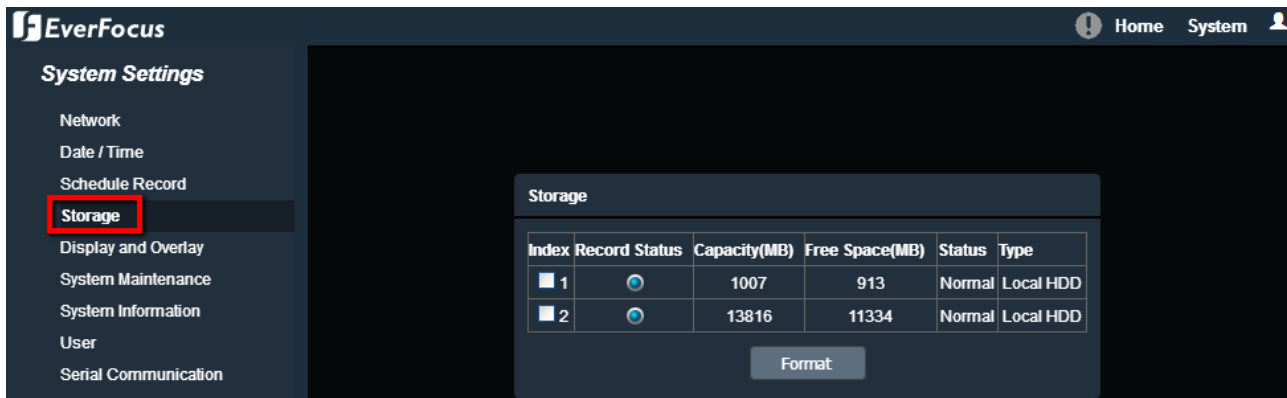 EverFocus
Home System
System Settings
Network
Date / Time
Schedule Record
Storage
Display and Overlay
System Maintenance
System Information
User
Serial Communication
Storage
Index Record Status Capacity(MB) Free Space(MB) Status Type
1 1007 913 Normal Local HDD
2 13816 11334 Normal Local HDD
Format